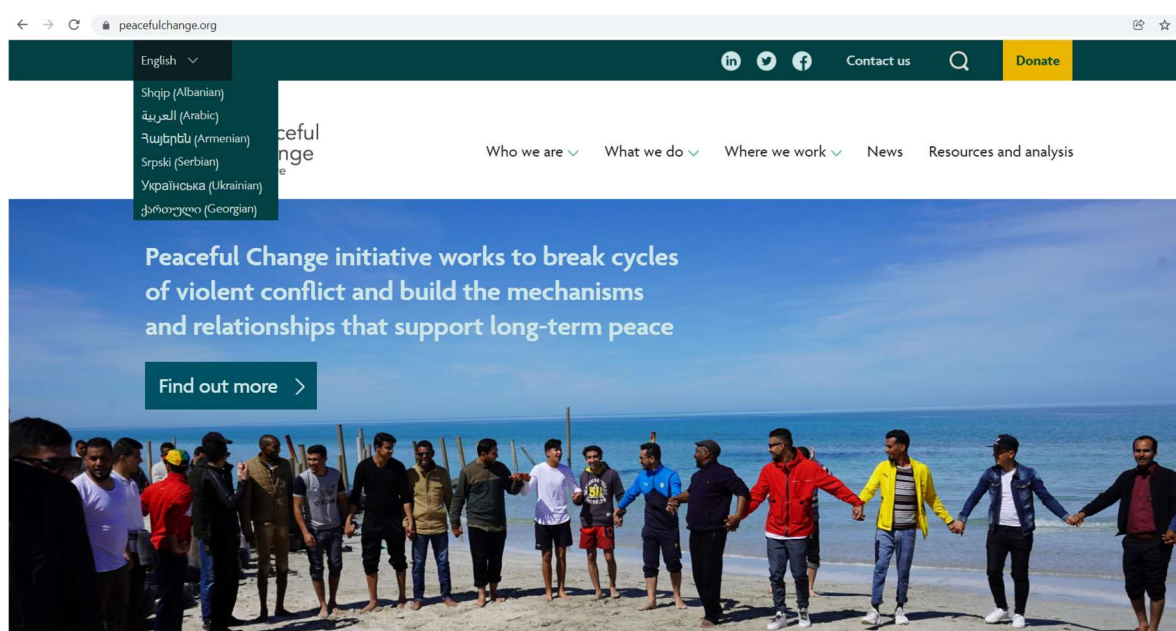 peacefulchange.org
English
Contact us
Donate
Shqip (Albanian)
العربية (Arabic)
Հայերեն (Armenian)
Srpski (Serbian)
Українська (Ukrainian)
ქართული (Georgian)
ceful
nge
e
Who we are
What we do
Where we work
News
Resources and analysis
Peaceful Change initiative works to break cycles
of violent conflict and build the mechanisms
and relationships that support long-term peace
Find out more